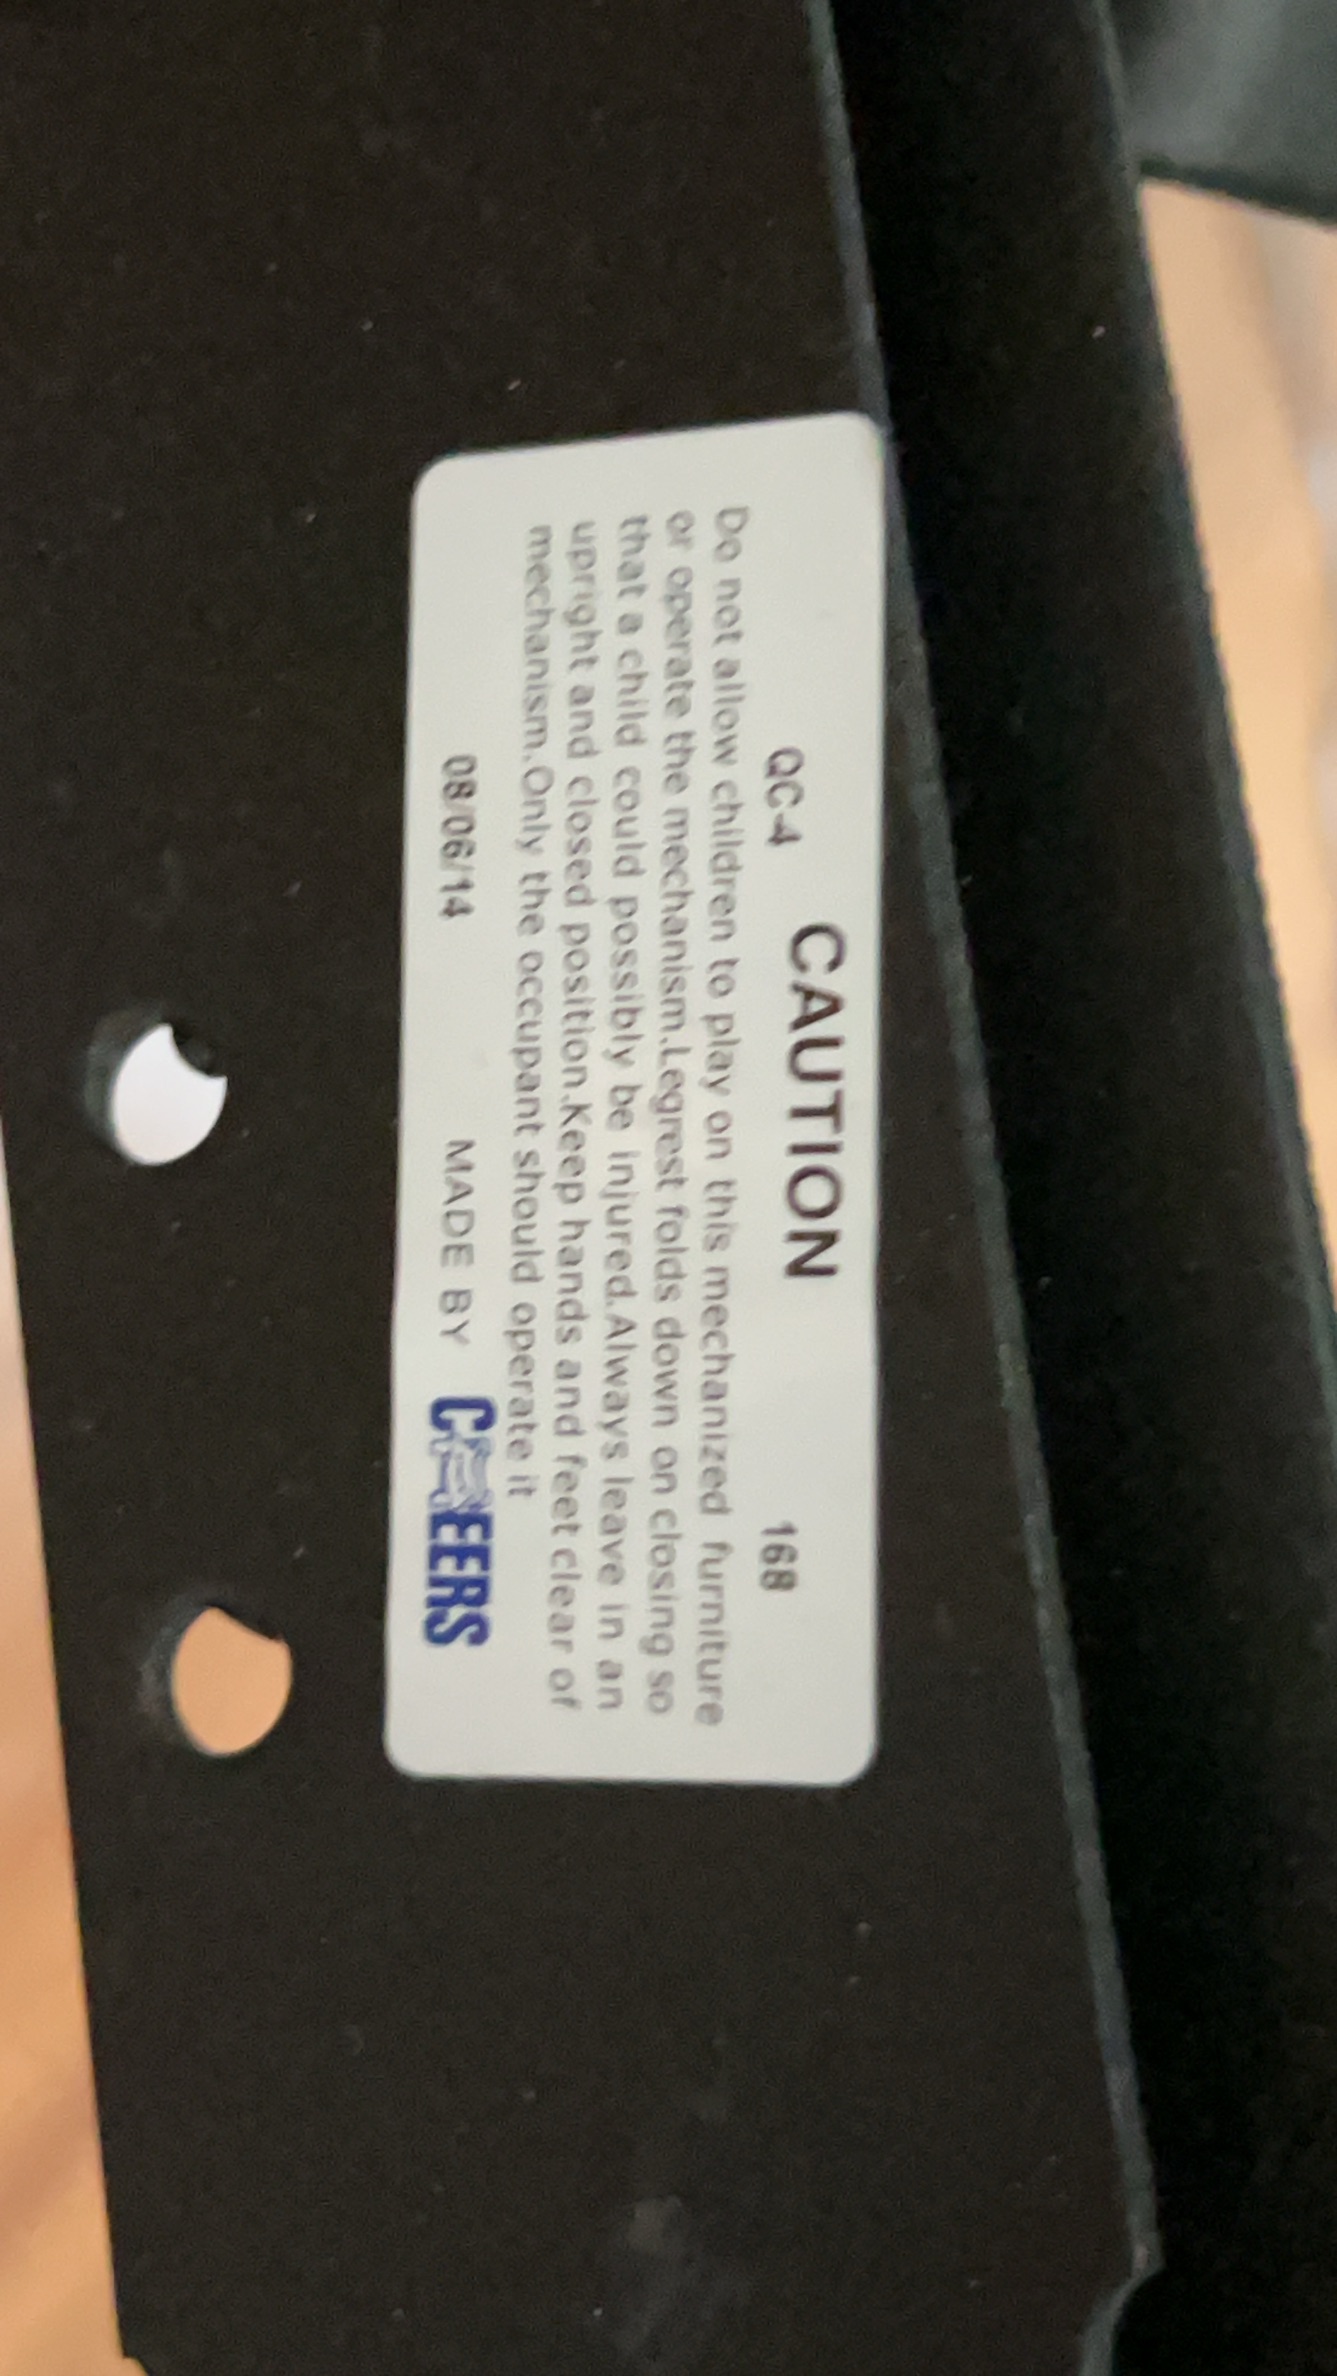 QC-4 CAUTION 168
Do not allow children to play on this mechanized furniture
or operate the mechanism.Legrest folds down on closing so
that a child could possibly be injured.Always leave in an
upright and closed position.Keep hands and feet clear of
mechanism.Only the occupant should operate it
08/06/14 MADE BY CHEERS